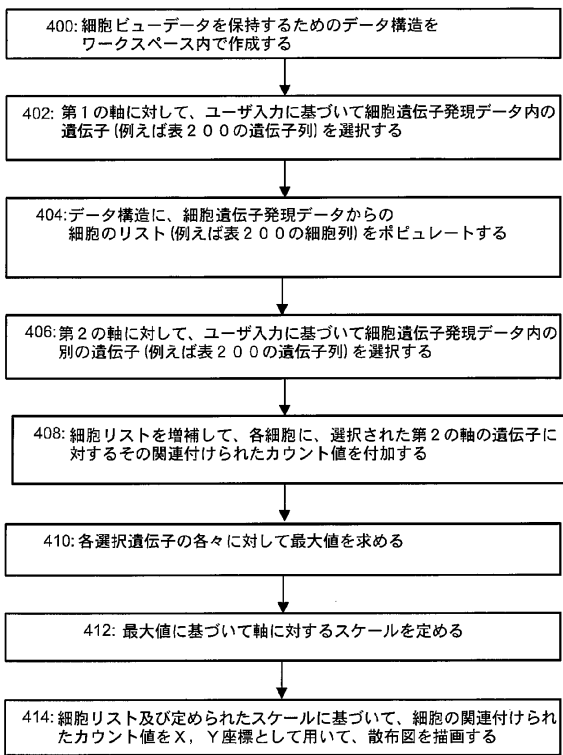 400: 細胞ビューデータを保持するためのデータ構造を
ワークスペース内で作成する
402: 第１の軸に対して、ユーザ入力に基づいて細胞遺伝子発現データ内の
遺伝子(例えば表２００の遺伝子列)を選択する
404:データ構造に、細胞遺伝子発現データからの
細胞のリスト(例えば表２００の細胞列)をポピュレートする
406:第２の軸に対して、ユーザ入力に基づいて細胞遺伝子発現データ内の
別の遺伝子(例えば表２００の遺伝子列)を選択する
408: 細胞リストを増補して、各細胞に、選択された第２の軸の遺伝子に
対するその関連付けられたカウント値を付加する
410: 各選択遺伝子の各々に対して最大値を求める
412: 最大値に基づいて軸に対するスケールを定める
414:細胞リスト及び定められたスケールに基づいて、細胞の関連付けられ
たカウント値をＸ，Ｙ座標として用いて、散布図を描画する